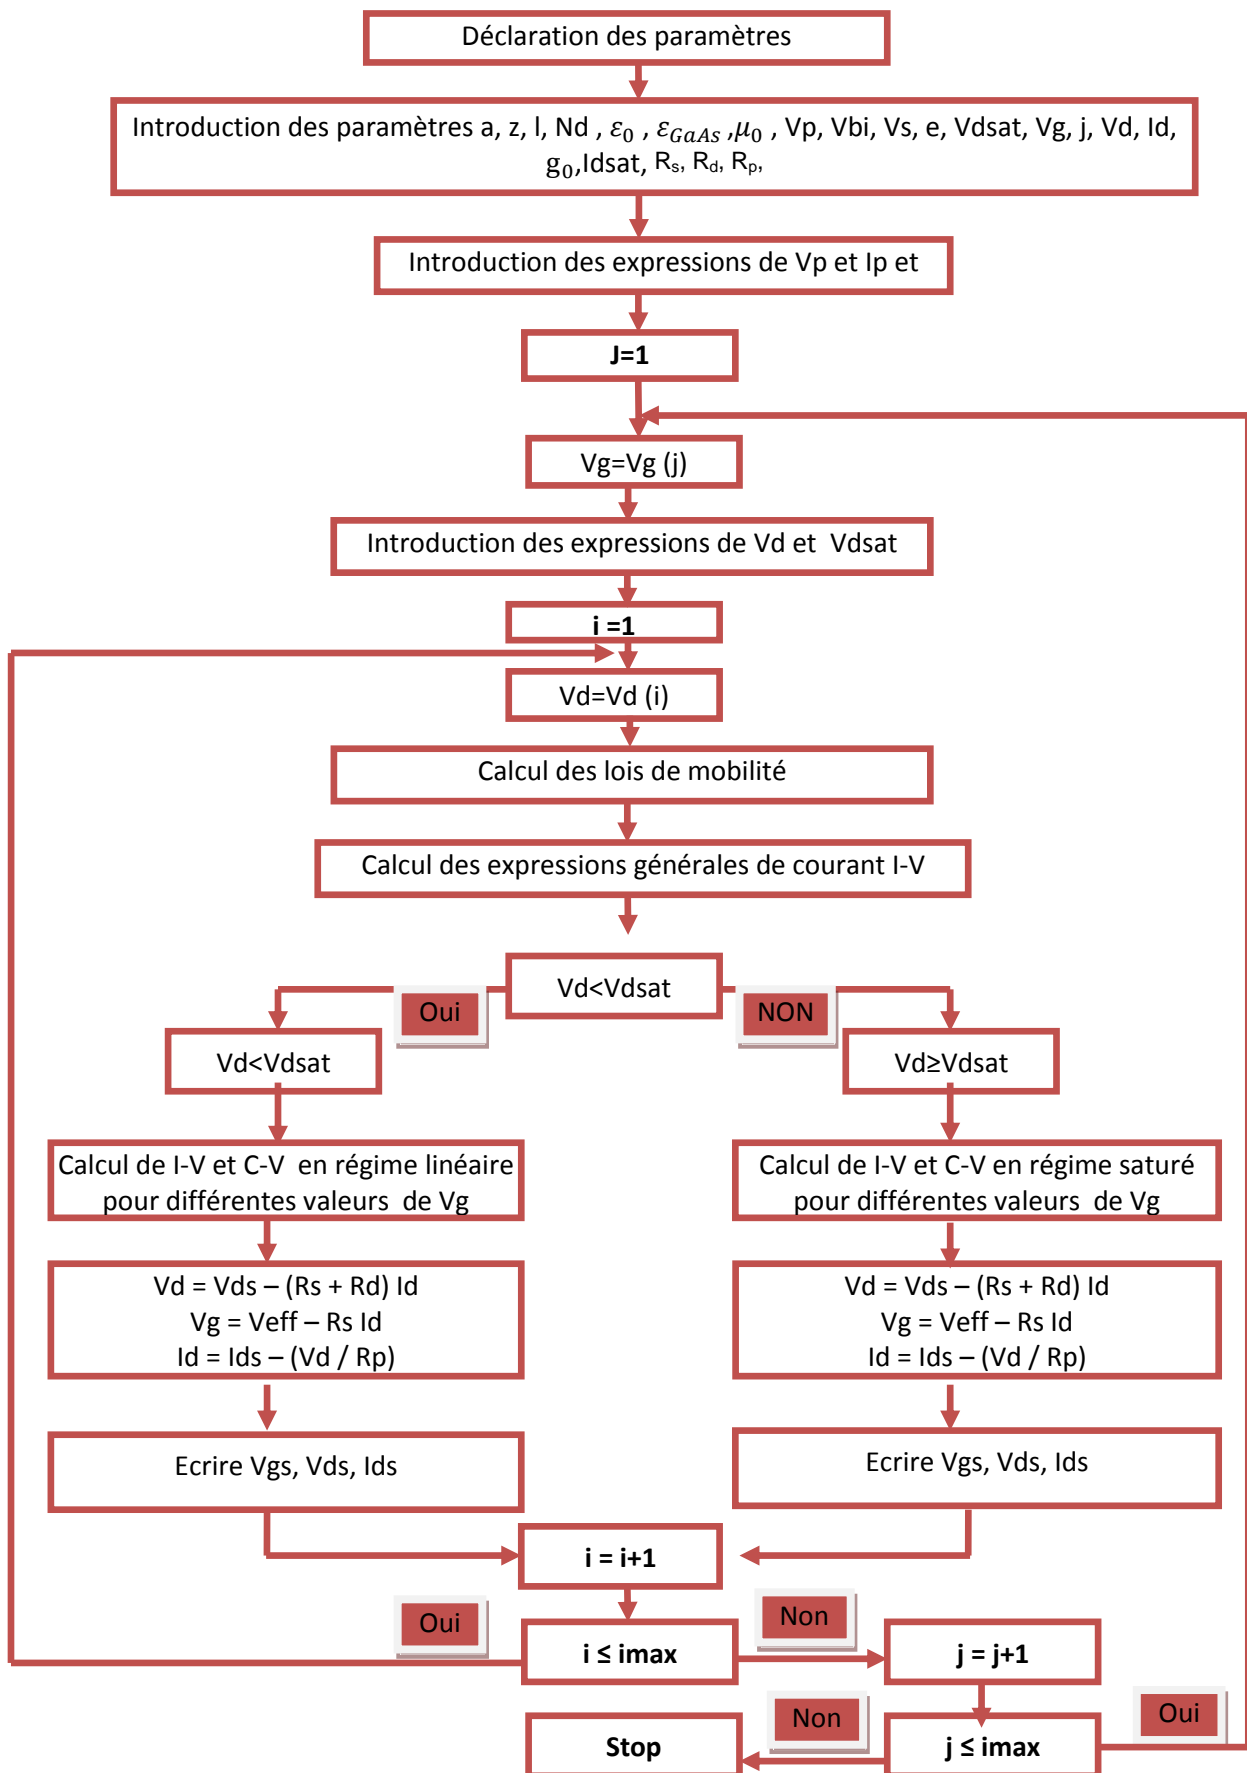 Déclaration des paramètres
Introduction des paramètres a, z, l, Nd , ε₀ , ε_GaAs ,μ₀ , Vp, Vbi, Vs, e, Vdsat, Vg, j, Vd, Id,
g₀,Idsat, Rₛ, R_d, Rₚ,
Introduction des expressions de Vp et Ip et
J=1
Vg=Vg (j)
Introduction des expressions de Vd et Vdsat
i =1
Vd=Vd (i)
Calcul des lois de mobilité
Calcul des expressions générales de courant I-V
Vd<Vdsat
Oui
NON
Vd<Vdsat
Vd≥Vdsat
Calcul de I-V et C-V en régime linéaire
pour différentes valeurs de Vg
Calcul de I-V et C-V en régime saturé
pour différentes valeurs de Vg
Vd = Vds – (Rs + Rd) Id
Vg = Veff – Rs Id
Id = Ids – (Vd / Rp)
Vd = Vds – (Rs + Rd) Id
Vg = Veff – Rs Id
Id = Ids – (Vd / Rp)
Ecrire Vgs, Vds, Ids
Ecrire Vgs, Vds, Ids
i = i+1
Oui
Non
i ≤ imax
j = j+1
Non
Oui
Stop
j ≤ imax